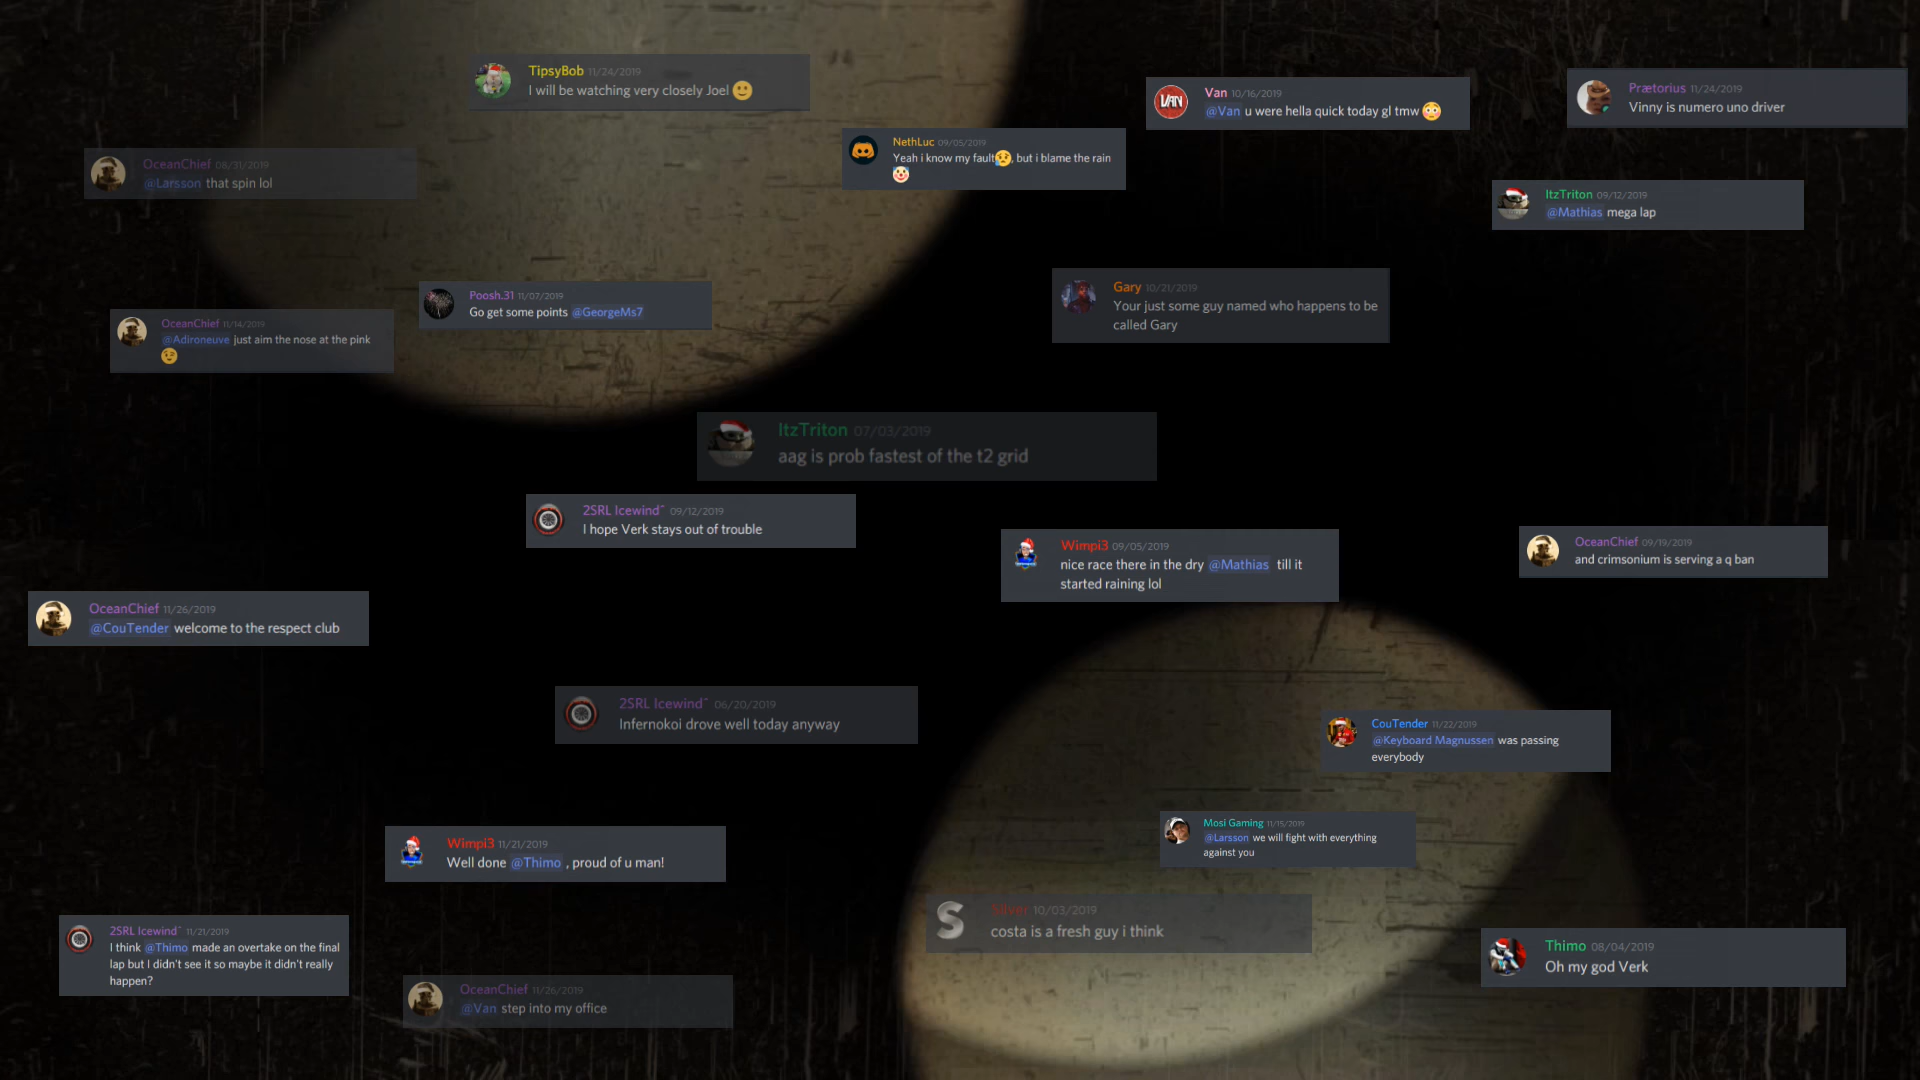 TipsyBob 11/24/2019
I will be watching very closely Joel 🙂
VAN
Van 10/16/2019
@Van u were hella quick today gl tmw 😳
Prætorius 11/24/2019
Vinny is numero uno driver
NethLuc 09/05/2019
Yeah i know my fault😥, but i blame the rain
🤡
OceanChief 08/31/2019
@Larsson that spin lol
ItzTriton 09/12/2019
@Mathias mega lap
Poosh.31 11/07/2019
Go get some points @GeorgeMs7
Gary 10/21/2019
Your just some guy named who happens to be
called Gary
OceanChief 11/14/2019
@Adironeuve just aim the nose at the pink
😉
ItzTriton 07/03/2019
aag is prob fastest of the t2 grid
2SRL Icewind˜ 09/12/2019
I hope Verk stays out of trouble
Wimpi3 09/05/2019
nice race there in the dry @Mathias till it
started raining lol
OceanChief 09/19/2019
and crimsonium is serving a q ban
OceanChief 11/26/2019
@CouTender welcome to the respect club
2SRL Icewind˜ 06/20/2019
Infernokoi drove well today anyway
CouTender 11/22/2019
@Keyboard Magnussen was passing
everybody
Mosi Gaming 11/15/2019
@Larsson we will fight with everything
against you
Wimpi3 11/21/2019
Well done @Thimo , proud of u man!
S
Silver 10/03/2019
costa is a fresh guy i think
2SRL Icewind˜ 11/21/2019
I think @Thimo made an overtake on the final
lap but I didn't see it so maybe it didn't really
happen?
Thimo 08/04/2019
Oh my god Verk
OceanChief 11/26/2019
@Van step into my office